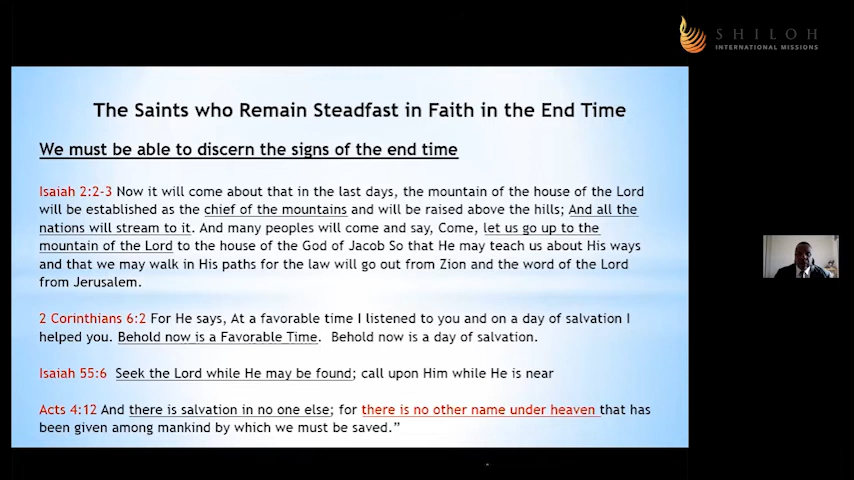 SHILOH
INTERNATIONAL MISSIONS
The Saints who Remain Steadfast in Faith in the End Time
We must be able to discern the signs of the end time
Isaiah 2:2-3 Now it will come about that in the last days, the mountain of the house of the Lord
will be established as the chief of the mountains and will be raised above the hills; And all the
nations will stream to it. And many peoples will come and say, Come, let us go up to the
mountain of the Lord to the house of the God of Jacob So that He may teach us about His ways
and that we may walk in His paths for the law will go out from Zion and the word of the Lord
from Jerusalem.
2 Corinthians 6:2 For He says, At a favorable time I listened to you and on a day of salvation I
helped you. Behold now is a Favorable Time. Behold now is a day of salvation.
Isaiah 55:6 Seek the Lord while He may be found; call upon Him while He is near
Acts 4:12 And there is salvation in no one else; for there is no other name under heaven that has
been given among mankind by which we must be saved.”